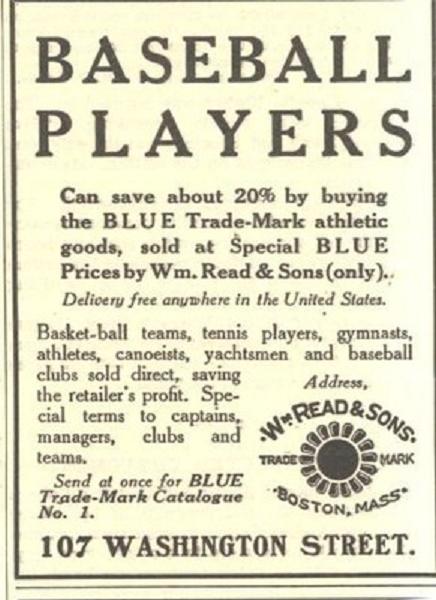 BASEBALL
PLAYERS
Can save about 20% by buying
the BLUE Trade-Mark athletic
goods, sold at Special BLUE
Prices by Wm. Read & Sons (only).
Delivery free anywhere in the United States.
Basket-ball teams, tennis players, gymnasts,
athletes, canoeists, yachtsmen and baseball
clubs sold direct, saving
the retailer's profit. Spe-
cial terms to captains,
managers, clubs and
teams.
Send at once for BLUE
Trade-Mark Catalogue
No. 1.
Address,
Wm READ & SONS.
TRADE MARK
BOSTON, MASS
107 WASHINGTON STREET.